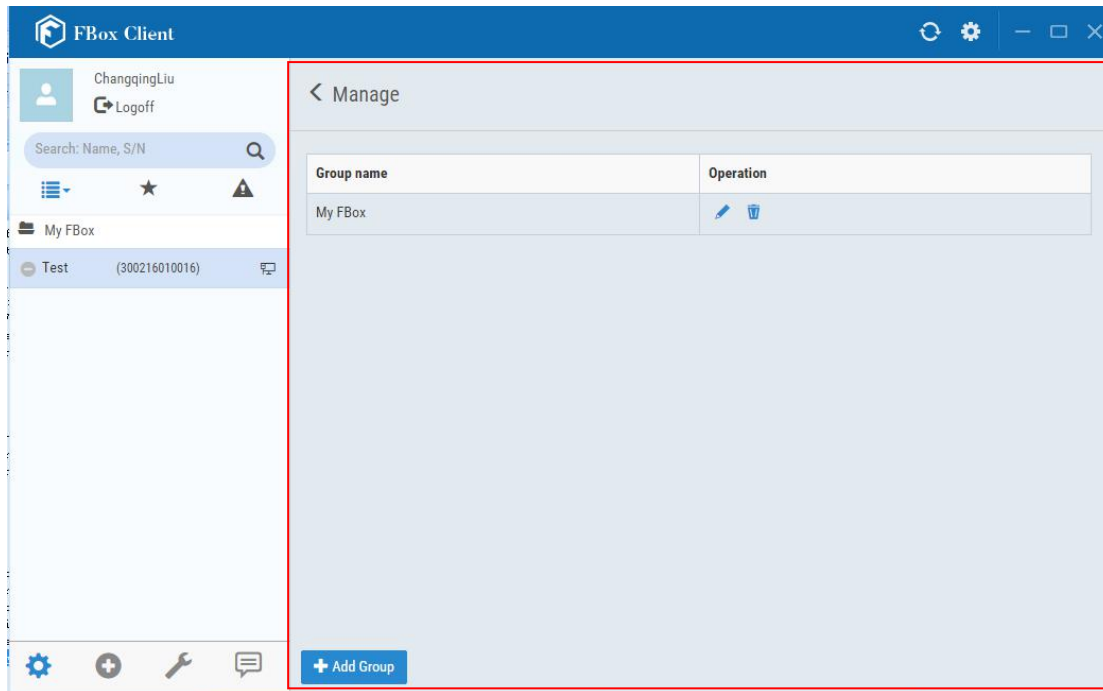 FBox Client
ChangqingLiu
Logoff
Search: Name, S/N
My FBox
Test (300216010016)
Manage
Group name Operation
My FBox
Add Group